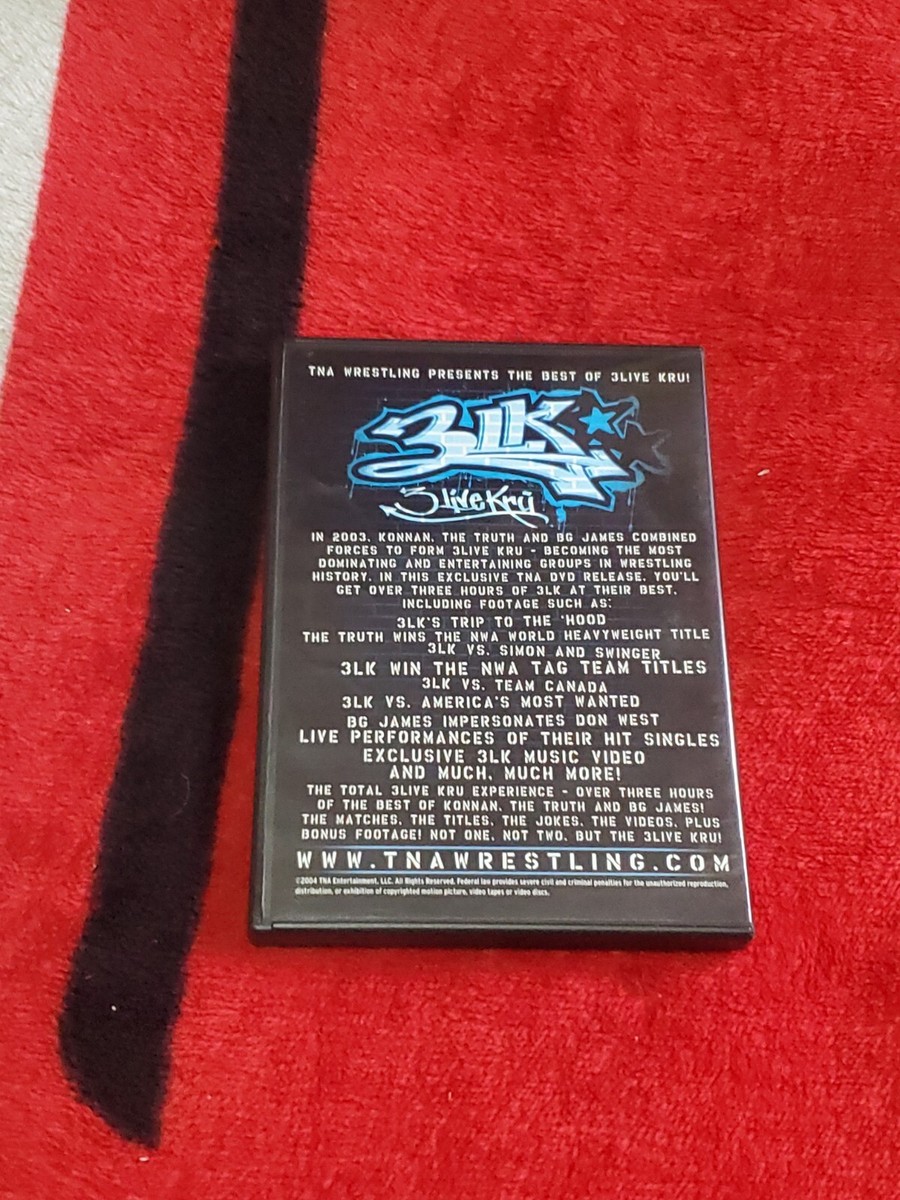 TNA WRESTLING PRESENTS THE BEST OF 3LIVE KRU!
3LK
3 live Kru
IN 2003, KONNAN, THE TRUTH AND BG JAMES COMBINED
FORCES TO FORM 3LIVE KRU - BECOMING THE MOST
DOMINATING AND ENTERTAINING GROUPS IN WRESTLING
HISTORY. IN THIS EXCLUSIVE TNA DVD RELEASE, YOU'LL
GET OVER THREE HOURS OF 3LK AT THEIR BEST,
INCLUDING FOOTAGE SUCH AS:
3LK'S TRIP TO THE 'HOOD
THE TRUTH WINS THE NWA WORLD HEAVYWEIGHT TITLE
3LK VS. SIMON AND SWINGER
3LK WIN THE NWA TAG TEAM TITLES
3LK VS. TEAM CANADA
3LK VS. AMERICA'S MOST WANTED
BG JAMES IMPERSONATES DON WEST
LIVE PERFORMANCES OF THEIR HIT SINGLES
EXCLUSIVE 3LK MUSIC VIDEO
AND MUCH, MUCH MORE!
THE TOTAL 3LIVE KRU EXPERIENCE - OVER THREE HOURS
OF THE BEST OF KONNAN, THE TRUTH AND BG JAMES!
THE MATCHES, THE TITLES, THE JOKES, THE VIDEOS, PLUS
BONUS FOOTAGE! NOT ONE, NOT TWO, BUT THE 3LIVE KRU!
WWW.TNAWRESTLING.COM
©2004 TNA Entertainment, LLC. All Rights Reserved. Federal law provides severe civil and criminal penalties for the unauthorized reproduction,
distribution, or exhibition of copyrighted motion picture, video tapes or video discs.